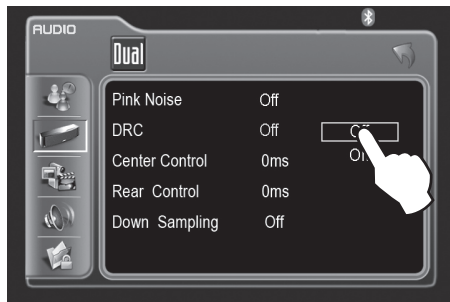 AUDIO
Dual
Pink Noise Off
DRC Off
Center Control 0ms
Rear Control 0ms
Down Sampling Off